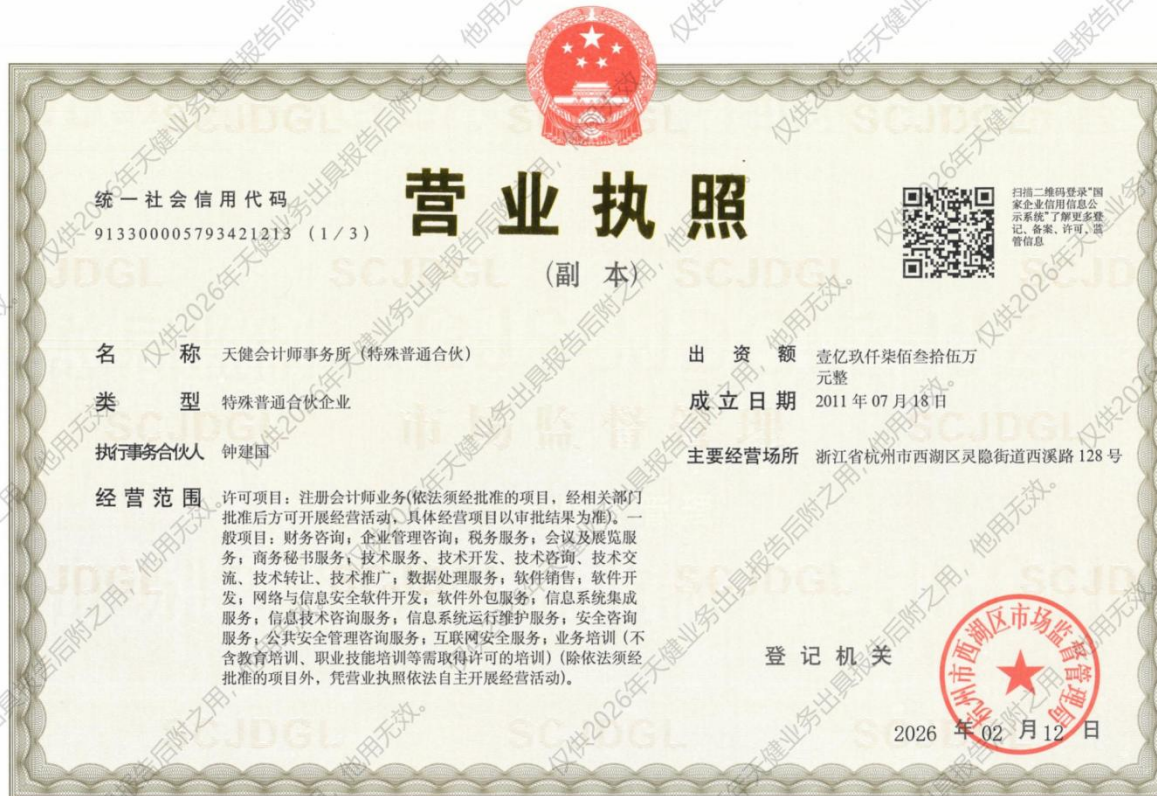 统一社会信用代码
913300005793421213 (1/3)
营业执照
(副 本)
扫描二维码登录“国
家企业信用信息公
示系统”了解更多登
记、备案、许可、监
管信息
名 称 天健会计师事务所（特殊普通合伙）
类 型 特殊普通合伙企业
执行事务合伙人 钟建国
经营范围 许可项目：注册会计师业务(依法须经批准的项目，经相关部门
批准后方可开展经营活动，具体经营项目以审批结果为准)。一
般项目：财务咨询；企业管理咨询；税务服务；会议及展览服
务；商务秘书服务；技术服务、技术开发、技术咨询、技术交
流、技术转让、技术推广；数据处理服务；软件销售；软件开
发；网络与信息安全软件开发；软件外包服务；信息系统集成
服务；信息技术咨询服务；信息系统运行维护服务；安全咨询
服务；公共安全管理咨询服务；互联网安全服务；业务培训（不
含教育培训、职业技能培训等需取得许可的培训）(除依法须经
批准的项目外，凭营业执照依法自主开展经营活动)。
出 资 额 壹亿玖仟柒佰叁拾伍万
元整
成立日期 2011年07月18日
主要经营场所 浙江省杭州市西湖区灵隐街道西溪路128号
登记机关
杭州市西湖区市场监督管理局
2026 年 02 月 12 日
仅供2026年天健业务出具报告后附之用，他用无效。
SCJDGL
市场监督管理